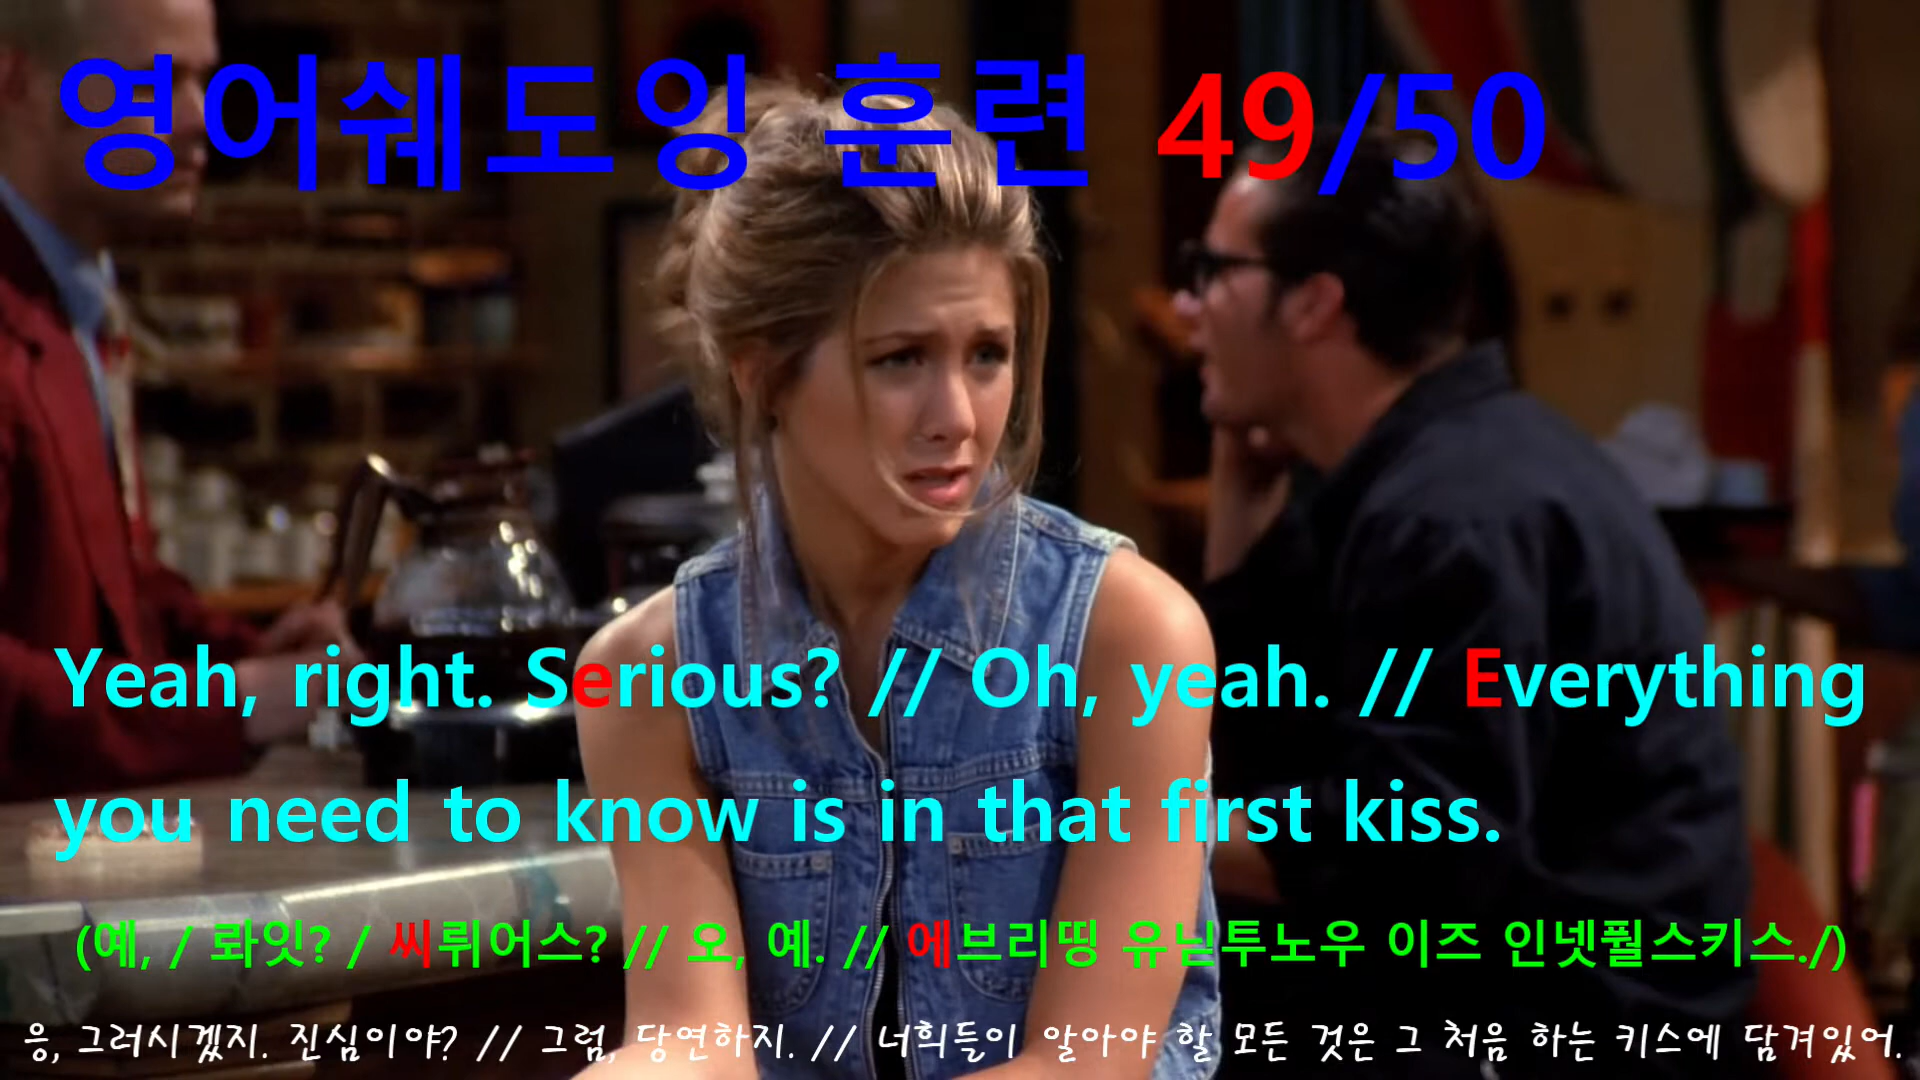 영어쉐도잉 훈련 49/50
Yeah, right. Serious? // Oh, yeah. // Everything
you need to know is in that first kiss.
(예, / 롸잇? / 씨뤼어스? // 오, 예. // 에브리띵 유닏투노우 이즈 인넷풜스키스./)
응, 그러시겠지. 진심이야? // 그럼, 당연하지. // 너희들이 알아야 할 모든 것은 그 처음 하는 키스에 담겨있어.